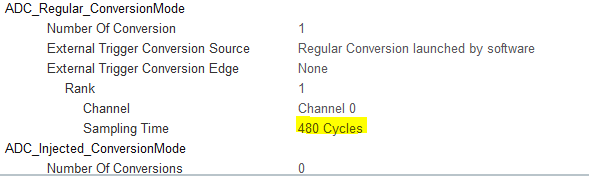 ADC_Regular_ConversionMode
Number Of Conversion 1
External Trigger Conversion Source Regular Conversion launched by software
External Trigger Conversion Edge None
Rank 1
Channel Channel 0
Sampling Time 480 Cycles
ADC_Injected_ConversionMode
Number Of Conversions 0